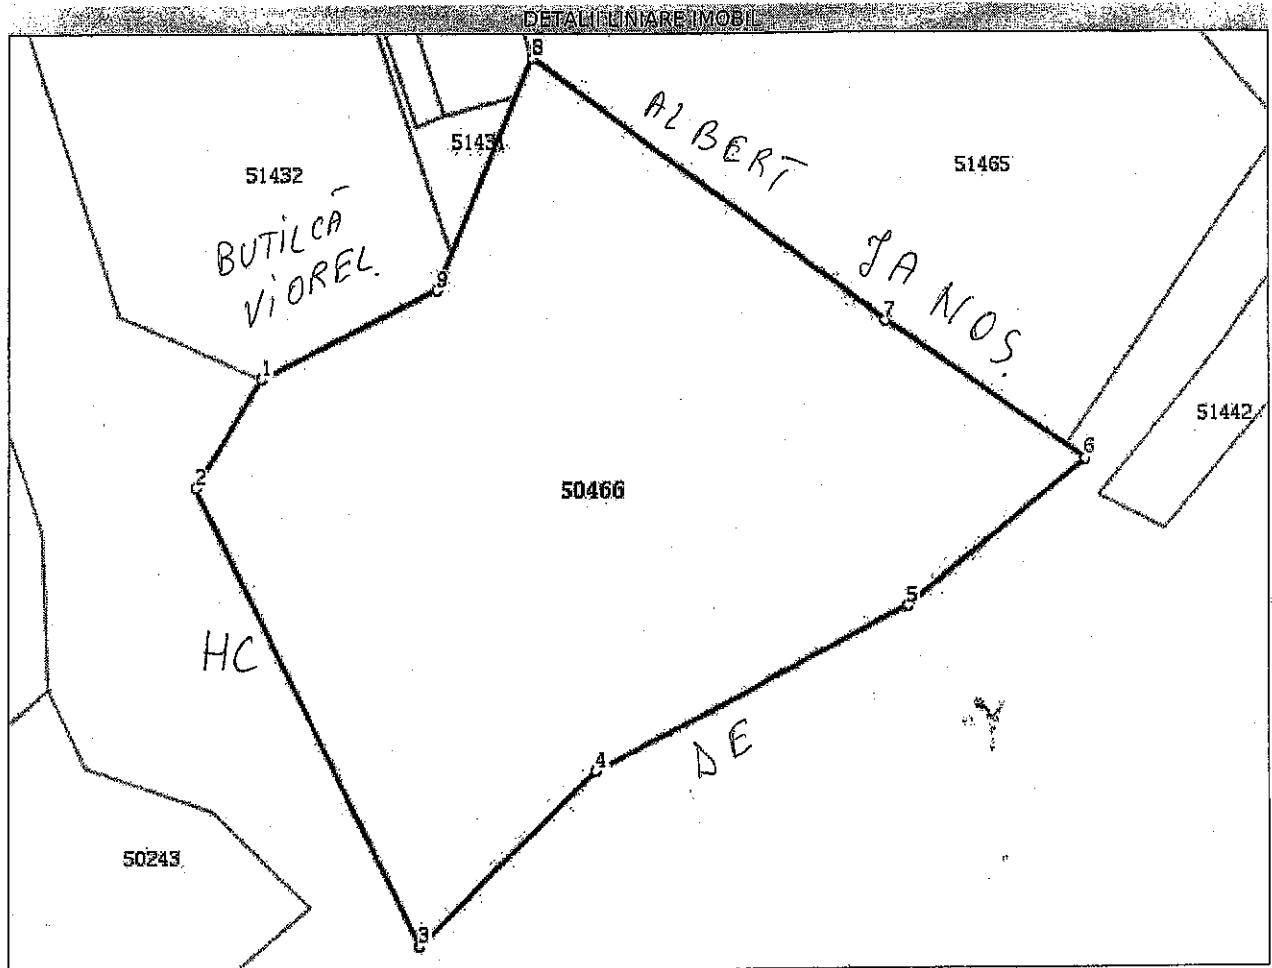 DETALII LINIARE IMOBIL
8
ALBERT
51431
51465
51432
BUTILCĂ
VIOREL.
9
JANOS.
7
1
51442
6
2
50466
5
HC
DE
4
50243
3